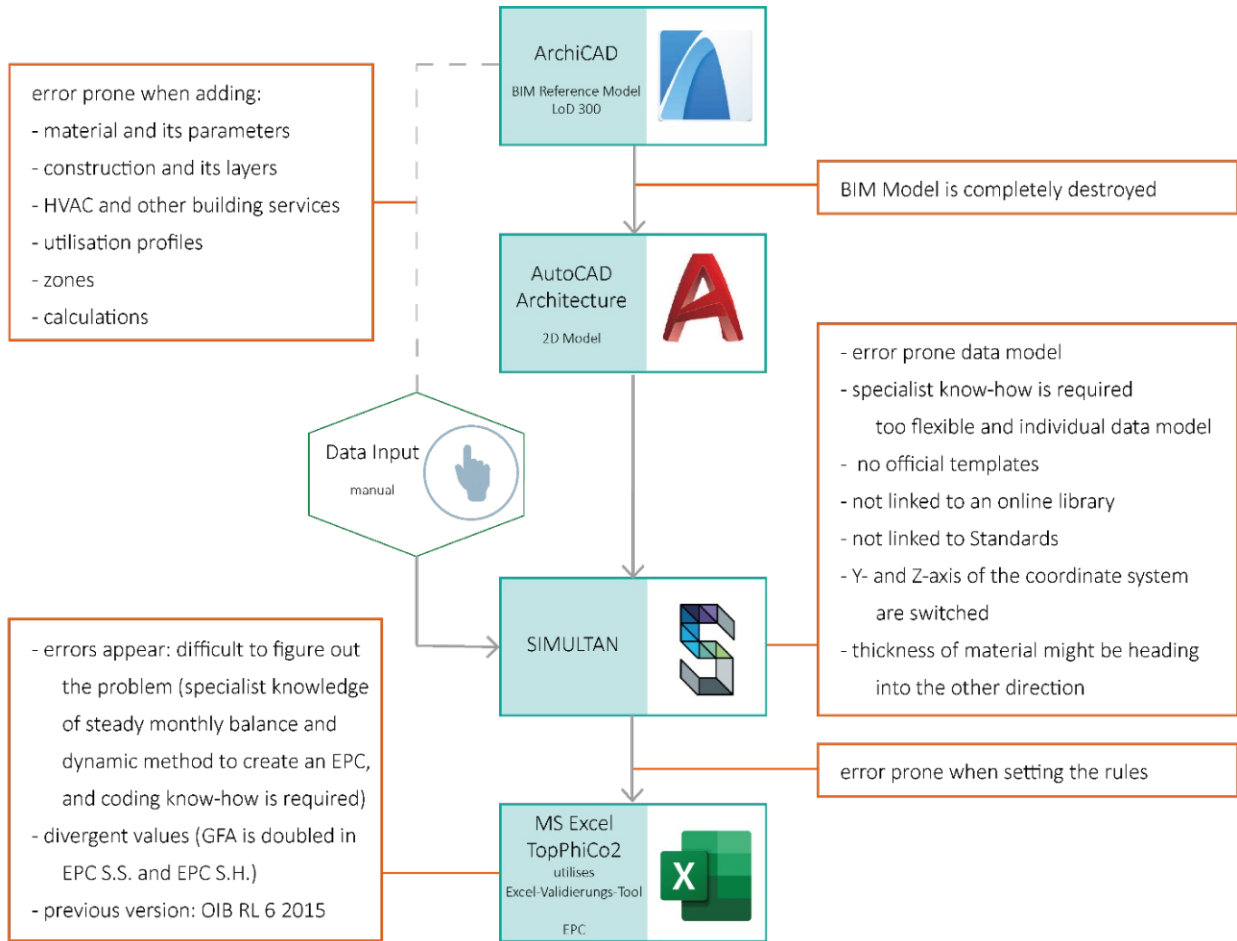 ArchiCAD
BIM Reference Model
LoD 300
error prone when adding:
- material and its parameters
- construction and its layers
- HVAC and other building services
- utilisation profiles
- zones
- calculations
BIM Model is completely destroyed
AutoCAD
Architecture
2D Model
A
Data Input
manual
- error prone data model
- specialist know-how is required
too flexible and individual data model
- no official templates
- not linked to an online library
- not linked to Standards
- Y- and Z-axis of the coordinate system
are switched
- thickness of material might be heading
into the other direction
SIMULTAN
S
- errors appear: difficult to figure out
the problem (specialist knowledge
of steady monthly balance and
dynamic method to create an EPC,
and coding know-how is required)
- divergent values (GFA is doubled in
EPC S.S. and EPC S.H.)
- previous version: OIB RL 6 2015
error prone when setting the rules
MS Excel
TopPhiCo2
utilises
Excel-Validierungs-Tool
EPC
X